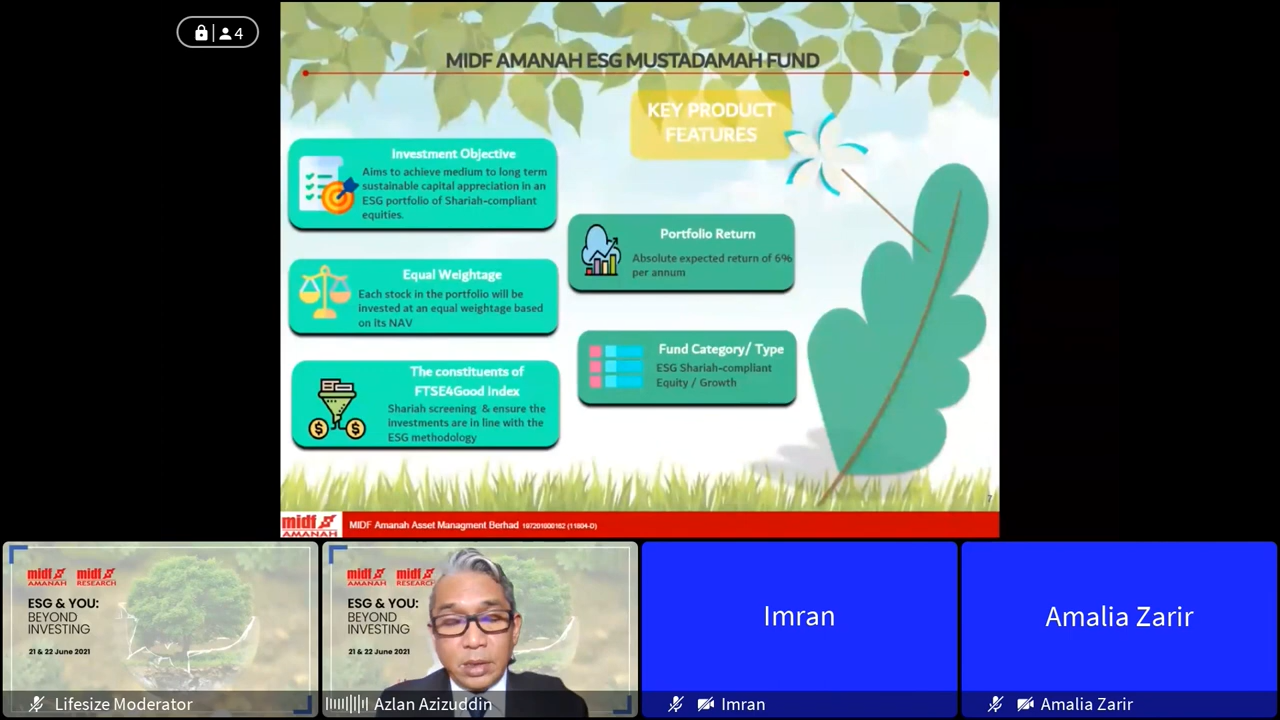 4
MIDF AMANAH ESG MUSTADAMAH FUND
KEY PRODUCT
FEATURES
Investment Objective
Aims to achieve medium to long term
sustainable capital appreciation in an
ESG portfolio of Shariah-compliant
equities.
Equal Weightage
Each stock in the portfolio will be
invested at an equal weightage based
on its NAV
The constituents of
FTSE4Good Index
Shariah screening & ensure the
investments are in line with the
ESG methodology
Portfolio Return
Absolute expected return of 6%
per annum
Fund Category/ Type
ESG Shariah-compliant
Equity / Growth
7
midf
AMANAH
MIDF Amanah Asset Managment Berhad 197201000162 (11804-D)
midf midf
AMANAH RESEARCH
ESG & YOU:
BEYOND
INVESTING
21 & 22 June 2021
Lifesize Moderator
midf midf
AMANAH RESEARCH
ESG & YOU:
BEYOND
INVESTING
21 & 22 June 2021
Azlan Azizuddin
Imran
Imran
Amalia Zarir
Amalia Zarir